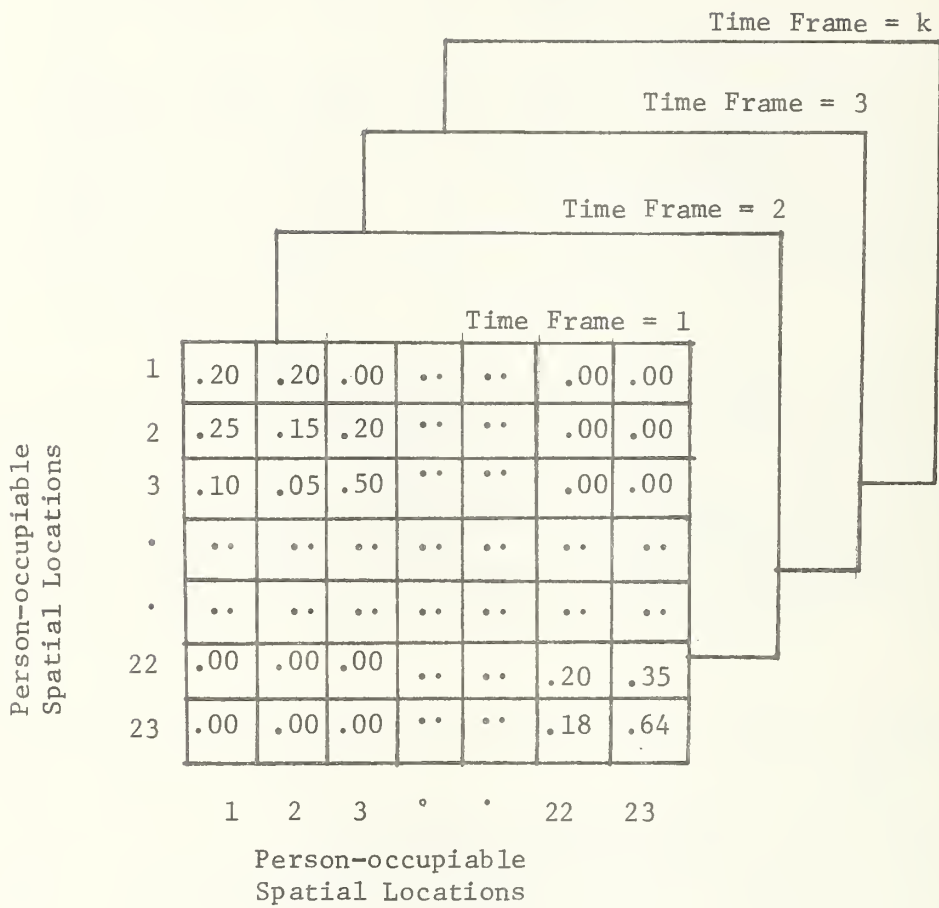 Time Frame = k
Time Frame = 3
Time Frame = 2
Time Frame = 1
1 .20 .20 .00 .. .. .00 .00
2 .25 .15 .20 .. .. .00 .00
3 .10 .05 .50 .. .. .00 .00
. .. .. .. .. .. .. ..
. .. .. .. .. .. .. ..
22 .00 .00 .00 .. .. .20 .35
23 .00 .00 .00 .. .. .18 .64
1 2 3 . . 22 23
Person-occupiable
Spatial Locations
Person-occupiable
Spatial Locations